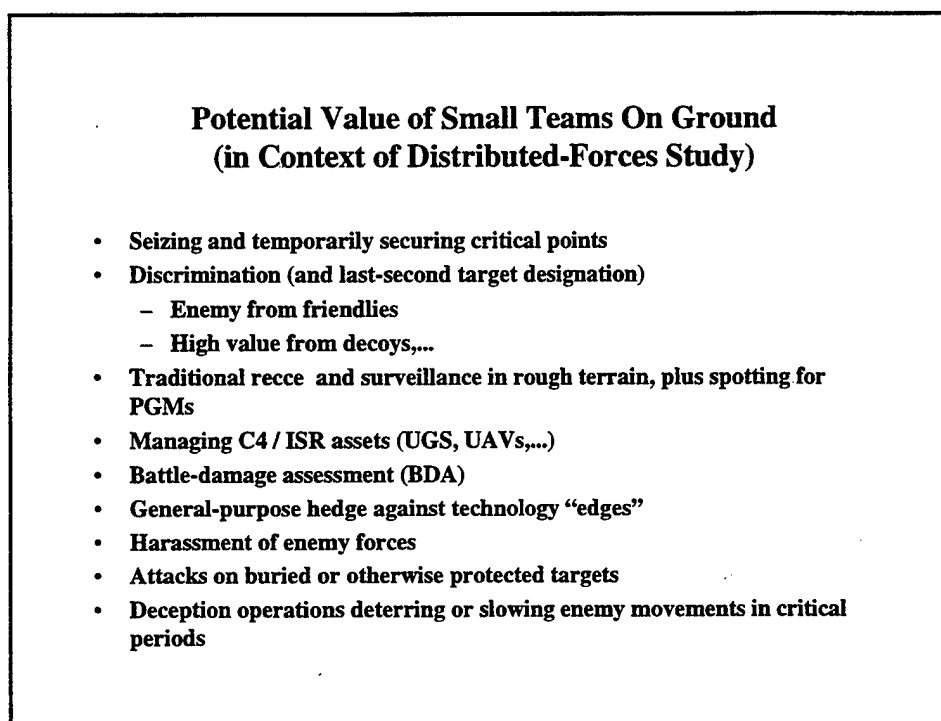 Potential Value of Small Teams On Ground
(in Context of Distributed-Forces Study)
• Seizing and temporarily securing critical points
• Discrimination (and last-second target designation)
– Enemy from friendlies
– High value from decoys,...
• Traditional recce and surveillance in rough terrain, plus spotting for
PGMs
• Managing C4 / ISR assets (UGS, UAVs,...)
• Battle-damage assessment (BDA)
• General-purpose hedge against technology “edges”
• Harassment of enemy forces
• Attacks on buried or otherwise protected targets
• Deception operations deterring or slowing enemy movements in critical
periods